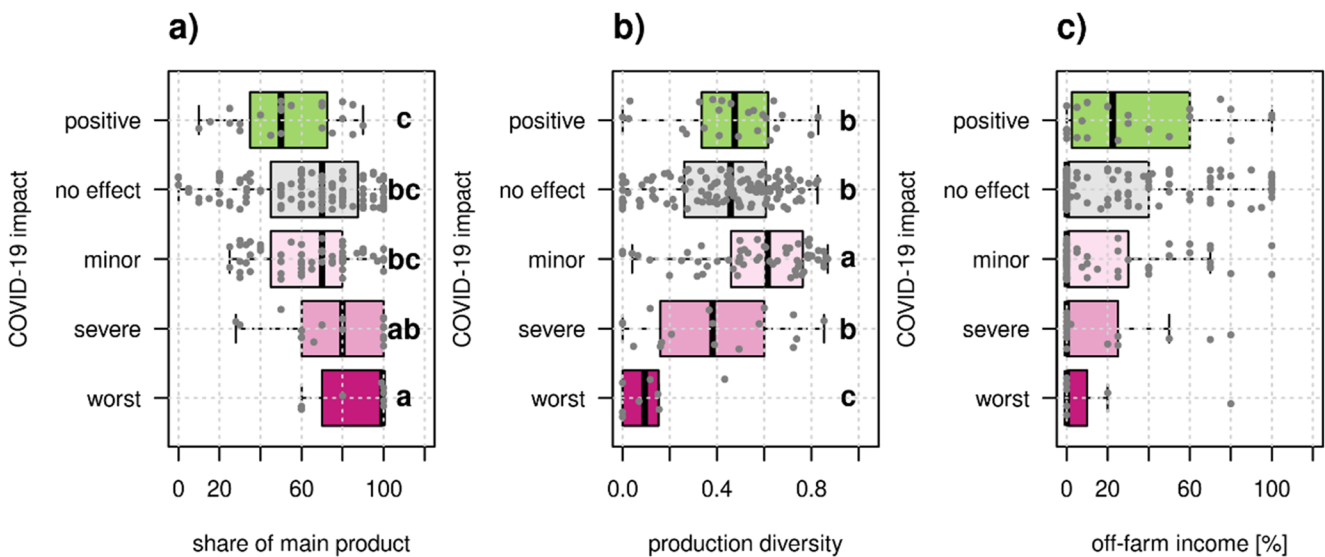 a)
COVID-19 impact
positive
no effect
minor
severe
worst
c
bc
bc
ab
a
0 20 60 100
share of main product
b)
COVID-19 impact
positive
no effect
minor
severe
worst
b
b
a
b
c
0.0 0.4 0.8
production diversity
c)
COVID-19 impact
positive
no effect
minor
severe
worst
0 20 60 100
off-farm income [%]